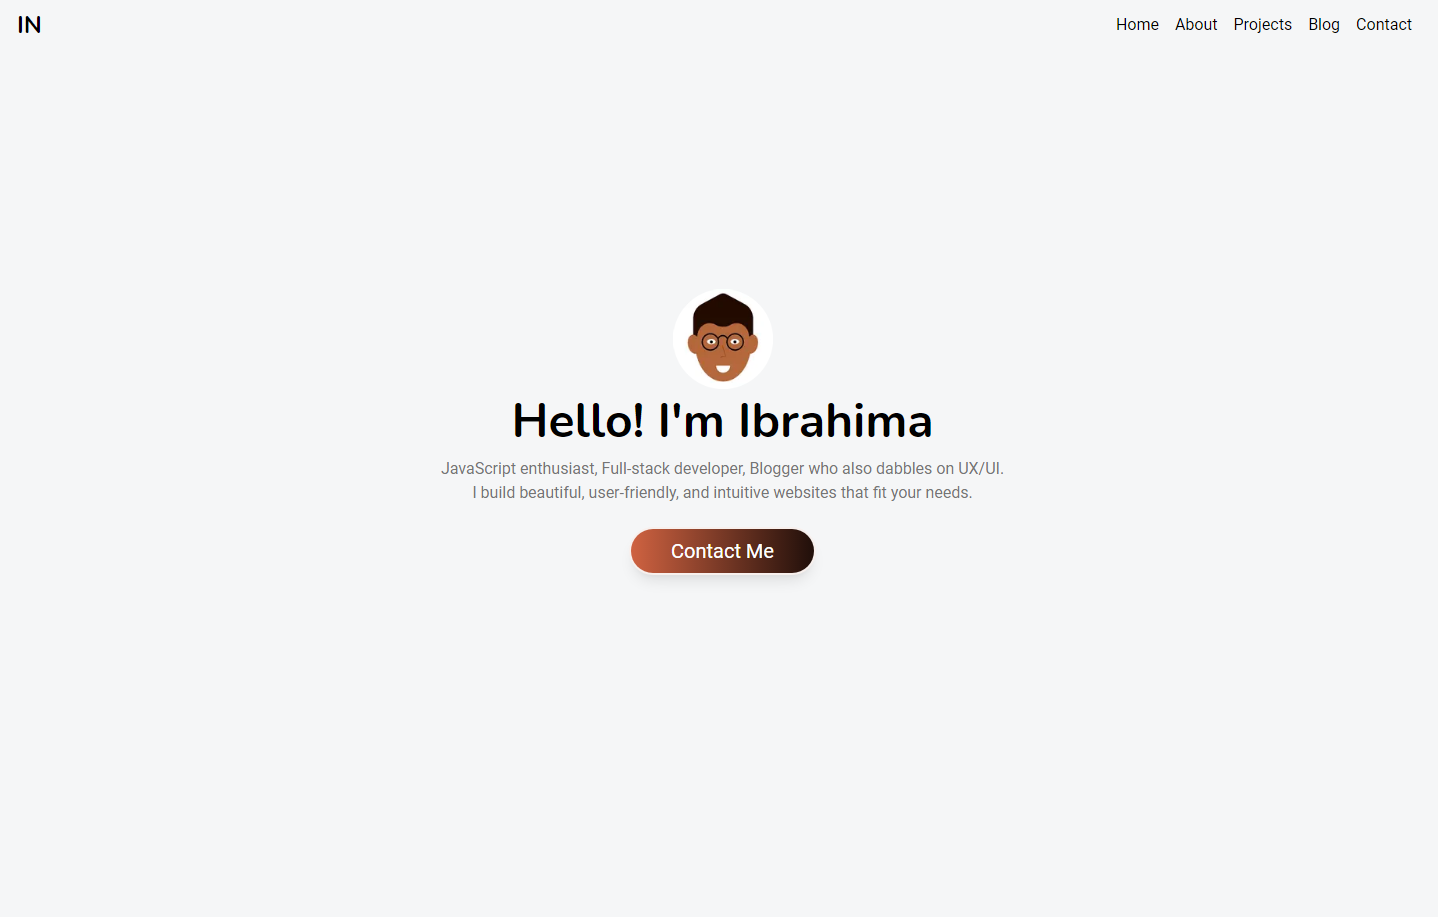 IN
Home About Projects Blog Contact
Hello! I'm Ibrahima
JavaScript enthusiast, Full-stack developer, Blogger who also dabbles on UX/UI.
I build beautiful, user-friendly, and intuitive websites that fit your needs.
Contact Me